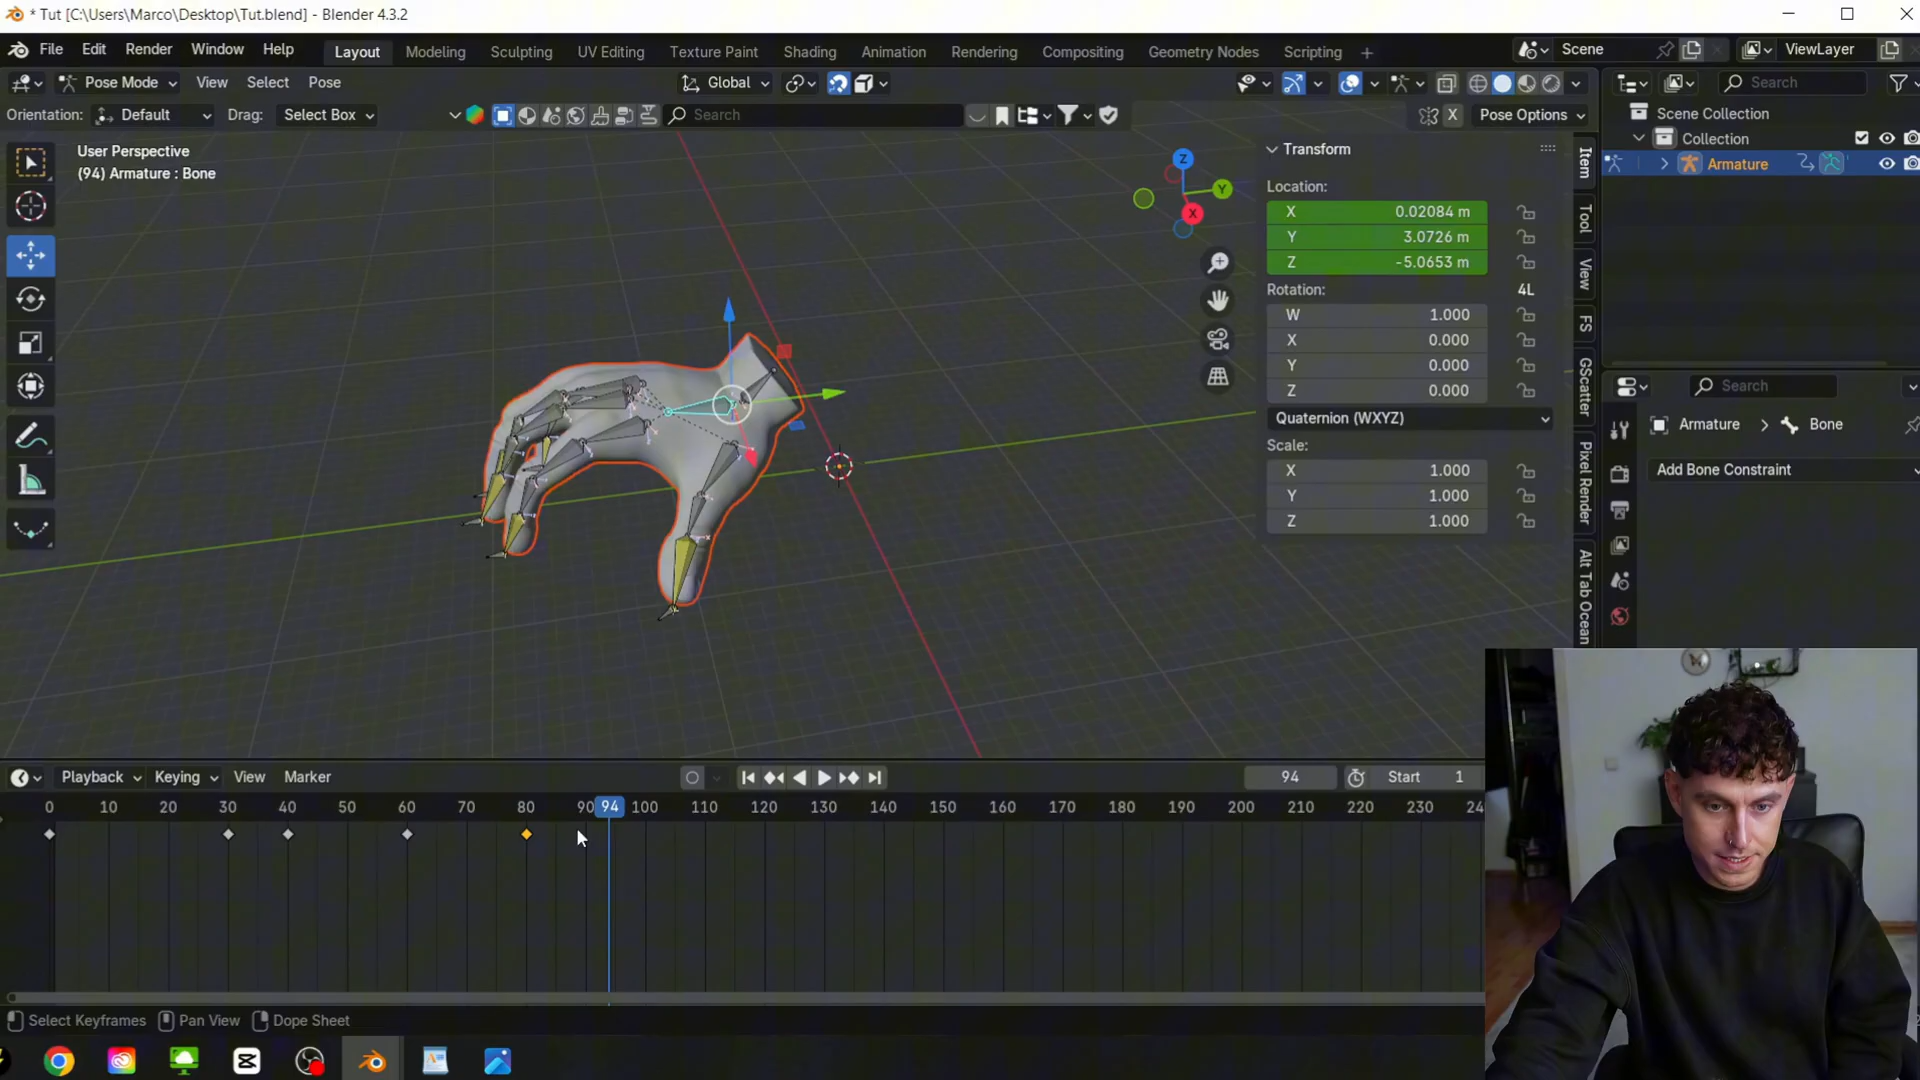 * Tut [C:\Users\Marco\Desktop\Tut.blend] - Blender 4.3.2
File Edit Render Window Help Layout Modeling Sculpting UV Editing Texture Paint Shading Animation Rendering Compositing Geometry Nodes Scripting + Scene ViewLayer
Pose Mode View Select Pose Global Search
Orientation: Default Drag: Select Box Search X Pose Options
Scene Collection
Collection
Armature
User Perspective
(94) Armature : Bone
Z
Y
X
Transform
Location:
X 0.02084 m
Y 3.0726 m
Z -5.0653 m
Rotation: 4L
W 1.000
X 0.000
Y 0.000
Z 0.000
Quaternion (WXYZ)
Scale:
X 1.000
Y 1.000
Z 1.000
Item
Tool
View
FS
GScatter
Pixel Render
Alt Tab Ocean
Search
Armature > Bone
Add Bone Constraint
Playback Keying View Marker 94 Start 1
0 10 20 30 40 50 60 70 80 90 94 100 110 120 130 140 150 160 170 180 190 200 210 220 230 24
Select Keyframes Pan View Dope Sheet